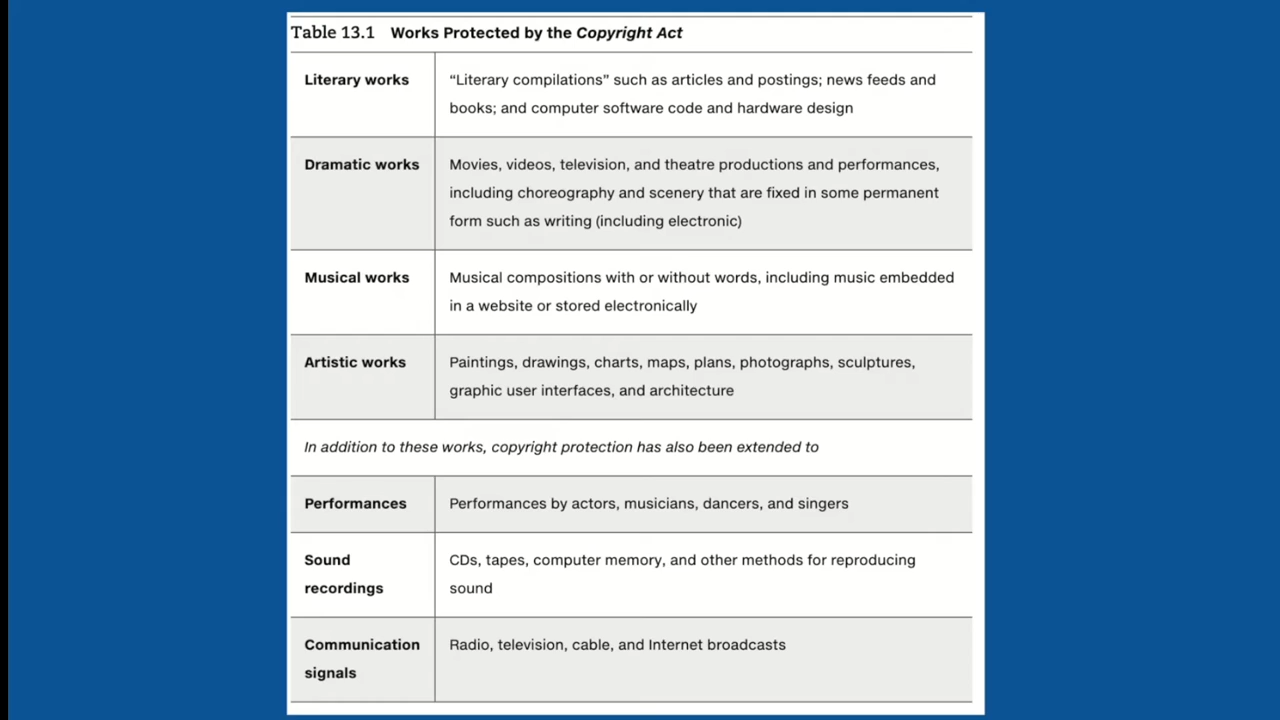 Table 13.1 Works Protected by the Copyright Act
Literary works
“Literary compilations” such as articles and postings; news feeds and
books; and computer software code and hardware design
Dramatic works
Movies, videos, television, and theatre productions and performances,
including choreography and scenery that are fixed in some permanent
form such as writing (including electronic)
Musical works
Musical compositions with or without words, including music embedded
in a website or stored electronically
Artistic works
Paintings, drawings, charts, maps, plans, photographs, sculptures,
graphic user interfaces, and architecture
In addition to these works, copyright protection has also been extended to
Performances
Performances by actors, musicians, dancers, and singers
Sound
recordings
CDs, tapes, computer memory, and other methods for reproducing
sound
Communication
signals
Radio, television, cable, and Internet broadcasts